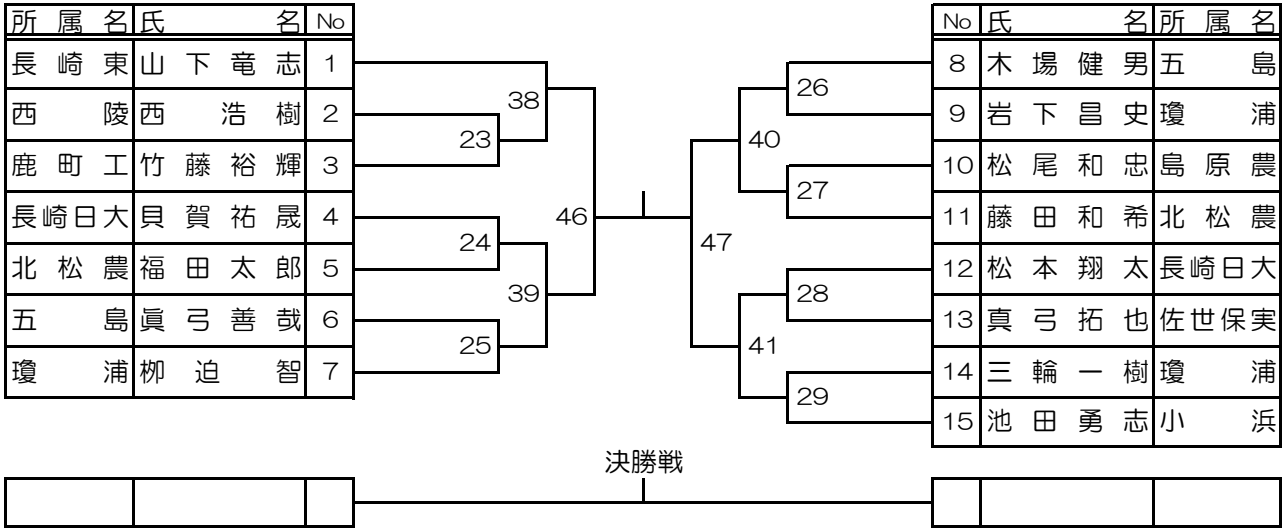 所属名 氏名 No
長崎東 山下竜志 1
西陵 西浩樹 2
鹿町工 竹藤裕輝 3
長崎日大 貝賀祐晟 4
北松農 福田太郎 5
五島 眞弓善哉 6
瓊浦 栁迫智 7
38
23
24
39
25
46
No 氏名 所属名
8 木場健男 五島
9 岩下昌史 瓊浦
10 松尾和忠 島原農
11 藤田和希 北松農
12 松本翔太 長崎日大
13 真弓拓也 佐世保実
14 三輪一樹 瓊浦
15 池田勇志 小浜
26
40
27
47
28
41
29
決勝戦